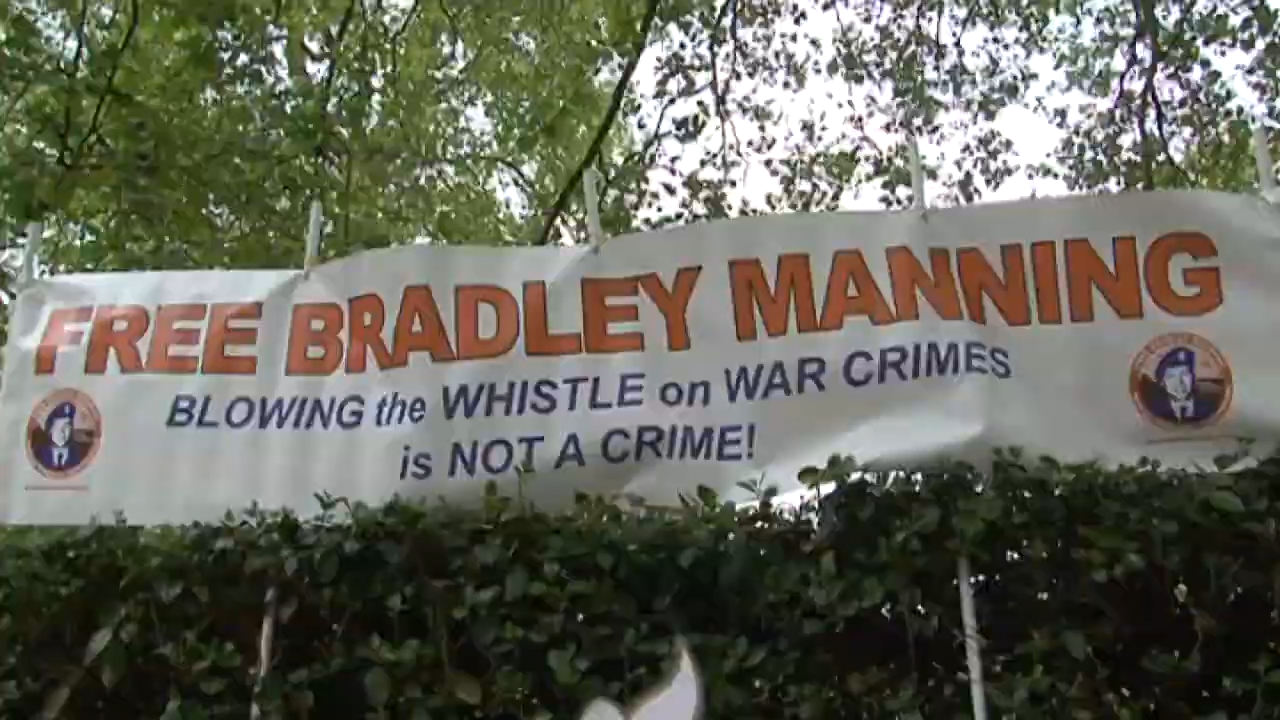 FREE BRADLEY MANNING
BLOWING the WHISTLE on WAR CRIMES
is NOT A CRIME!